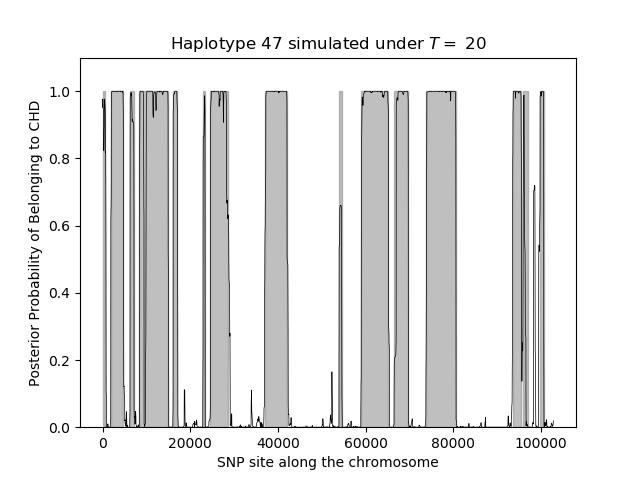 Haplotype 47 simulated under T = 20
Posterior Probability of Belonging to CHD
1.0
0.8
0.6
0.4
0.2
0.0
0 20000 40000 60000 80000 100000
SNP site along the chromosome